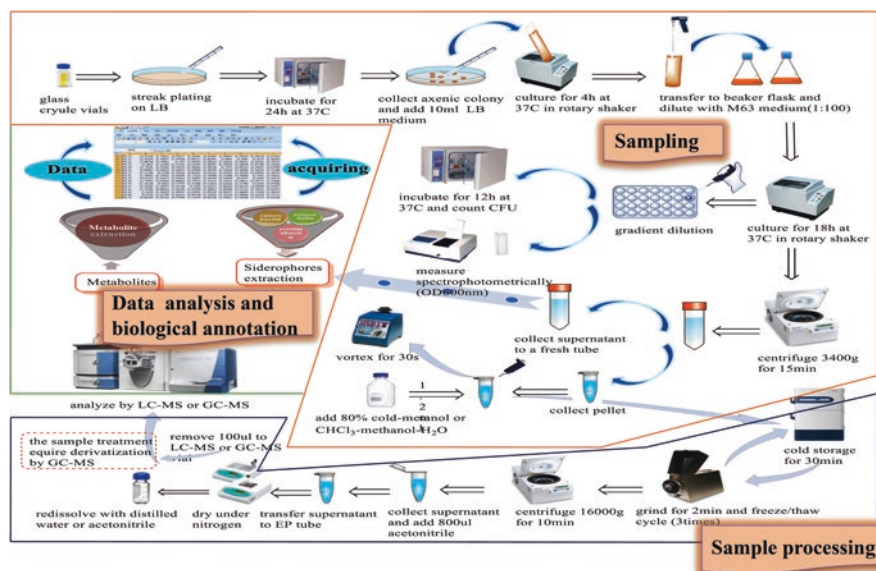 glass
cryule vials
streak plating
on LB
incubate for
24h at 37C
collect axenic colony
and add 10ml LB
medium
culture for 4h at
37C in rotary shaker
transfer to beaker flask and
dilute with M63 medium(1:100)
Sampling
Data
acquiring
incubate for 12h at
37C and count CFU
gradient dilution
culture for 18h at
37C in rotary shaker
Metabolite
extraction
Metabolites
Siderophores
extraction
measure
spectrophotometrically
(OD600nm)
Data analysis and
biological annotation
vortex for 30s
collect supernatant
to a fresh tube
centrifuge 3400g
for 15min
analyze by LC-MS or GC-MS
add 80% cold-metanol or
CHCl3-methanol-H2O
collect pellet
cold storage
for 30min
the sample treatment
equire derivatization
by GC-MS
remove 100ul to
LC-MS or GC-MS
redissolve with distilled
water or acetonitrile
dry under
nitrogen
transfer supernatant
to EP tube
collect supernatant
and add 800ul
acetonitrile
centrifuge 16000g
for 10min
grind for 2min and freeze/thaw
cycle (3times)
Sample processing